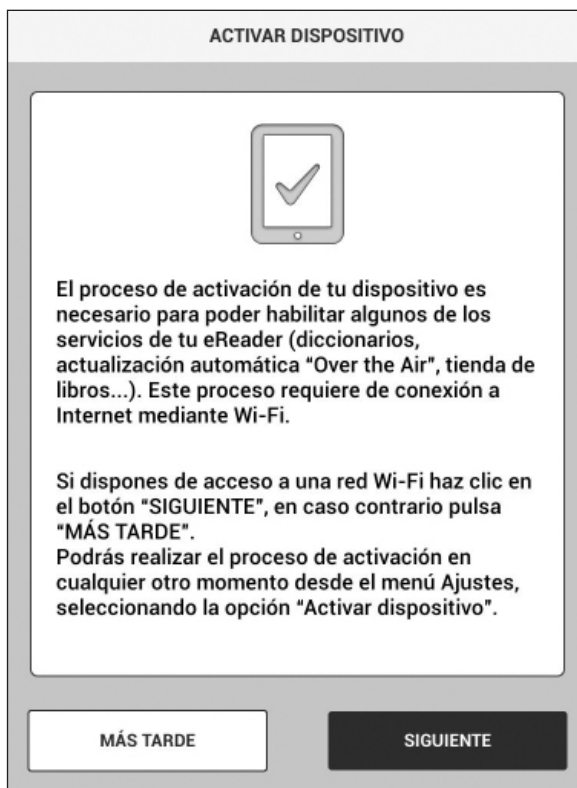 ACTIVAR DISPOSITIVO
El proceso de activación de tu dispositivo es
necesario para poder habilitar algunos de los
servicios de tu eReader (diccionarios,
actualización automática “Over the Air”, tienda de
libros...). Este proceso requiere de conexión a
Internet mediante Wi-Fi.
Si dispones de acceso a una red Wi-Fi haz clic en
el botón “SIGUIENTE”, en caso contrario pulsa
“MÁS TARDE”.
Podrás realizar el proceso de activación en
cualquier otro momento desde el menú Ajustes,
seleccionando la opción “Activar dispositivo”.
MÁS TARDE
SIGUIENTE